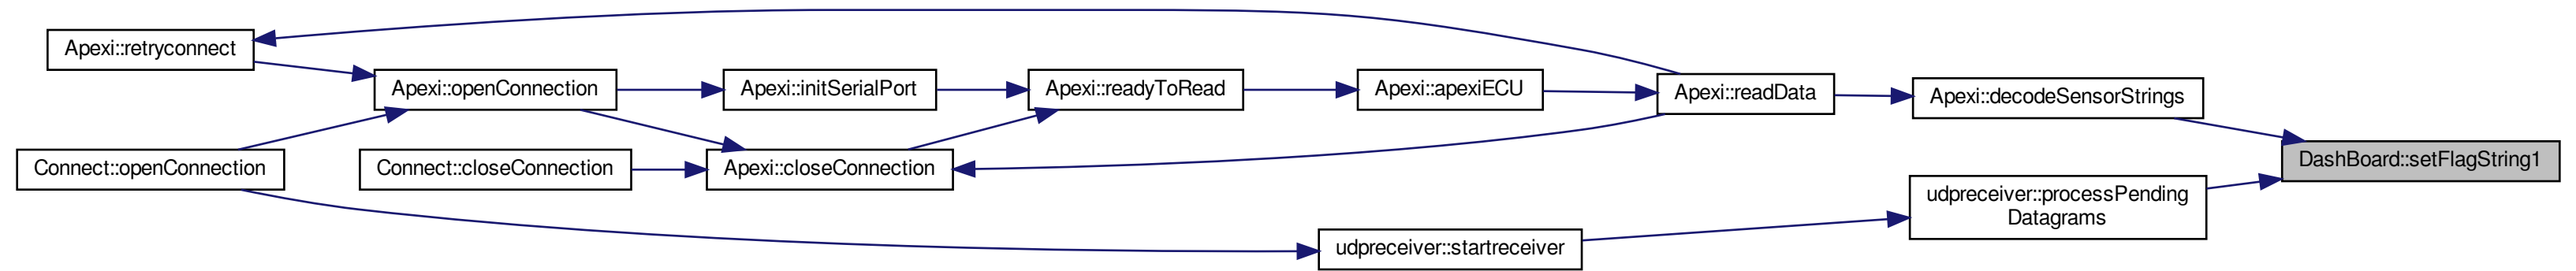 Apexi::retryconnect
Apexi::openConnection
Apexi::initSerialPort
Apexi::readyToRead
Apexi::apexiECU
Apexi::readData
Apexi::decodeSensorStrings
Connect::openConnection
Connect::closeConnection
Apexi::closeConnection
DashBoard::setFlagString1
udpreceiver::processPending
Datagrams
udpreceiver::startreceiver